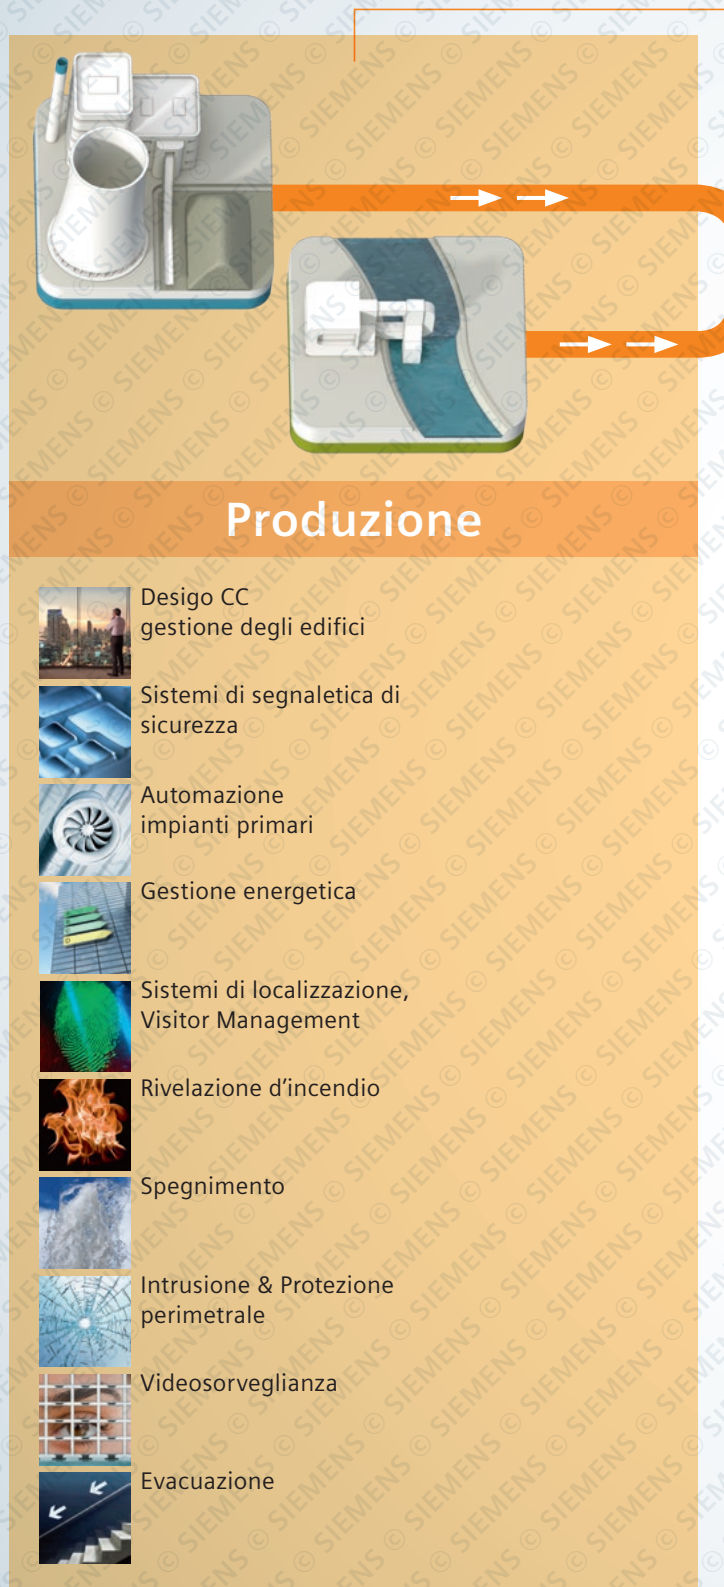 Produzione
Desigo CC
gestione degli edifici
Sistemi di segnaletica di
sicurezza
Automazione
impianti primari
Gestione energetica
Sistemi di localizzazione,
Visitor Management
Rivelazione d’incendio
Spegnimento
Intrusione & Protezione
perimetrale
Videosorveglianza
Evacuazione
© SIEMENS